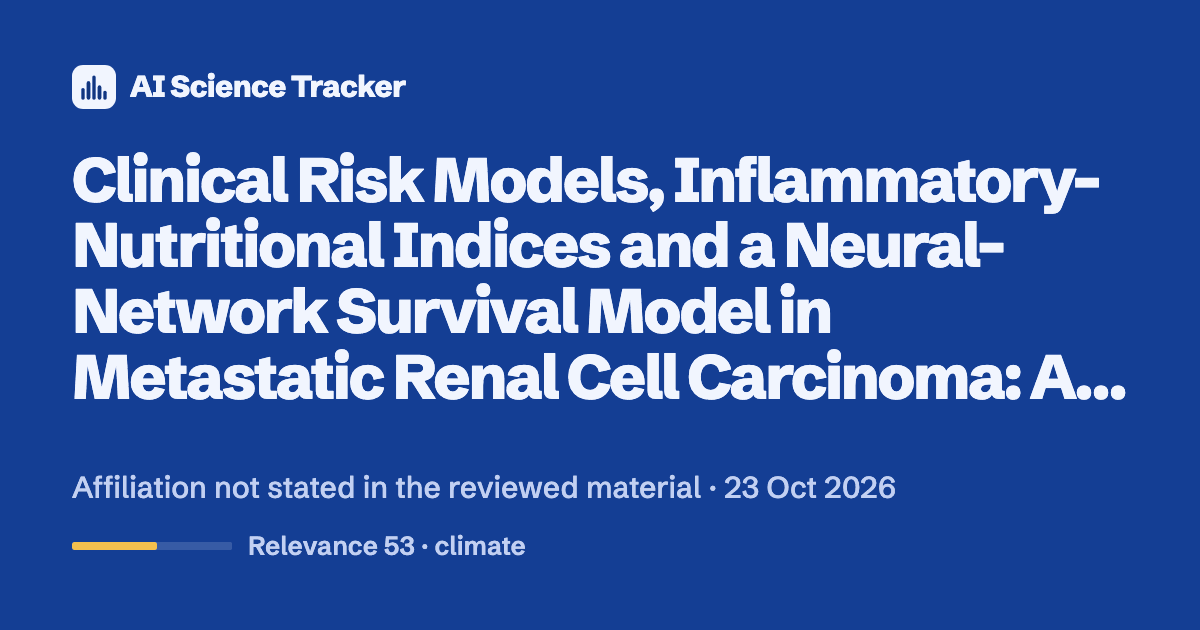 AI Science Tracker
Clinical Risk Models, Inflammatory-
Nutritional Indices and a Neural-
Network Survival Model in
Metastatic Renal Cell Carcinoma: A...
Affiliation not stated in the reviewed material · 23 Oct 2026
Relevance 53 · climate